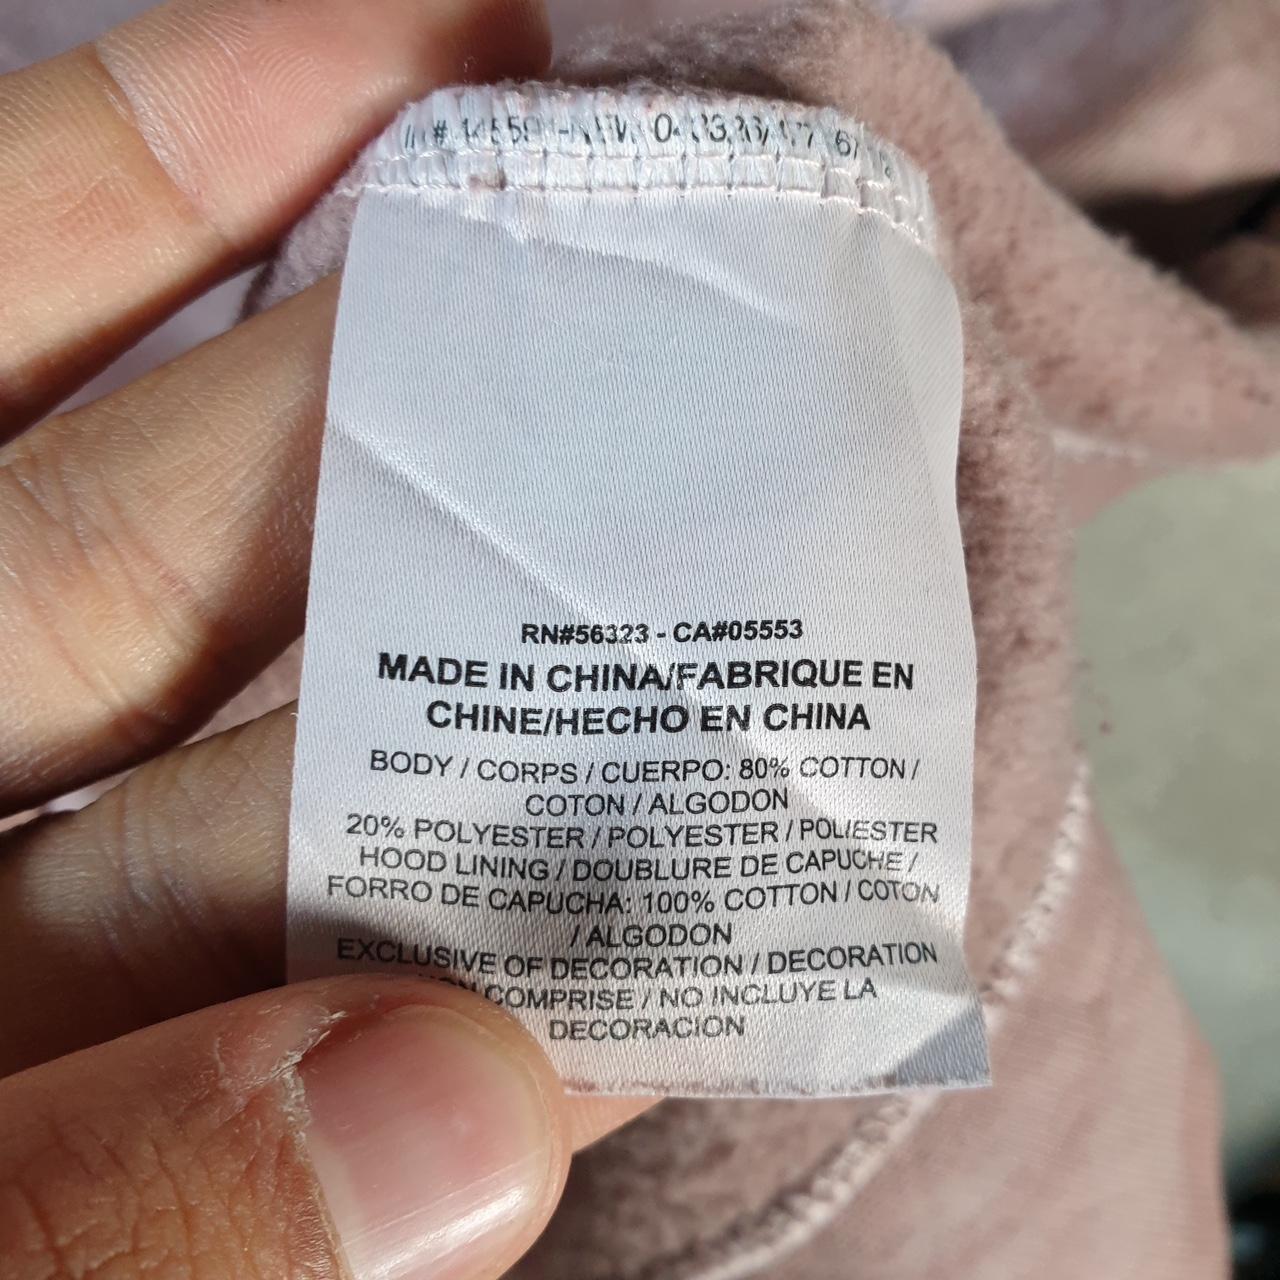 RN#56323 - CA#05553
MADE IN CHINA/FABRIQUE EN
CHINE/HECHO EN CHINA
BODY / CORPS / CUERPO: 80% COTTON /
COTON / ALGODON
20% POLYESTER / POLYESTER / POLIESTER
HOOD LINING / DOUBLURE DE CAPUCHE /
FORRO DE CAPUCHA: 100% COTTON / COTON
/ ALGODON
EXCLUSIVE OF DECORATION / DECORATION
COMPRISE / NO INCLUYE LA
DECORACION